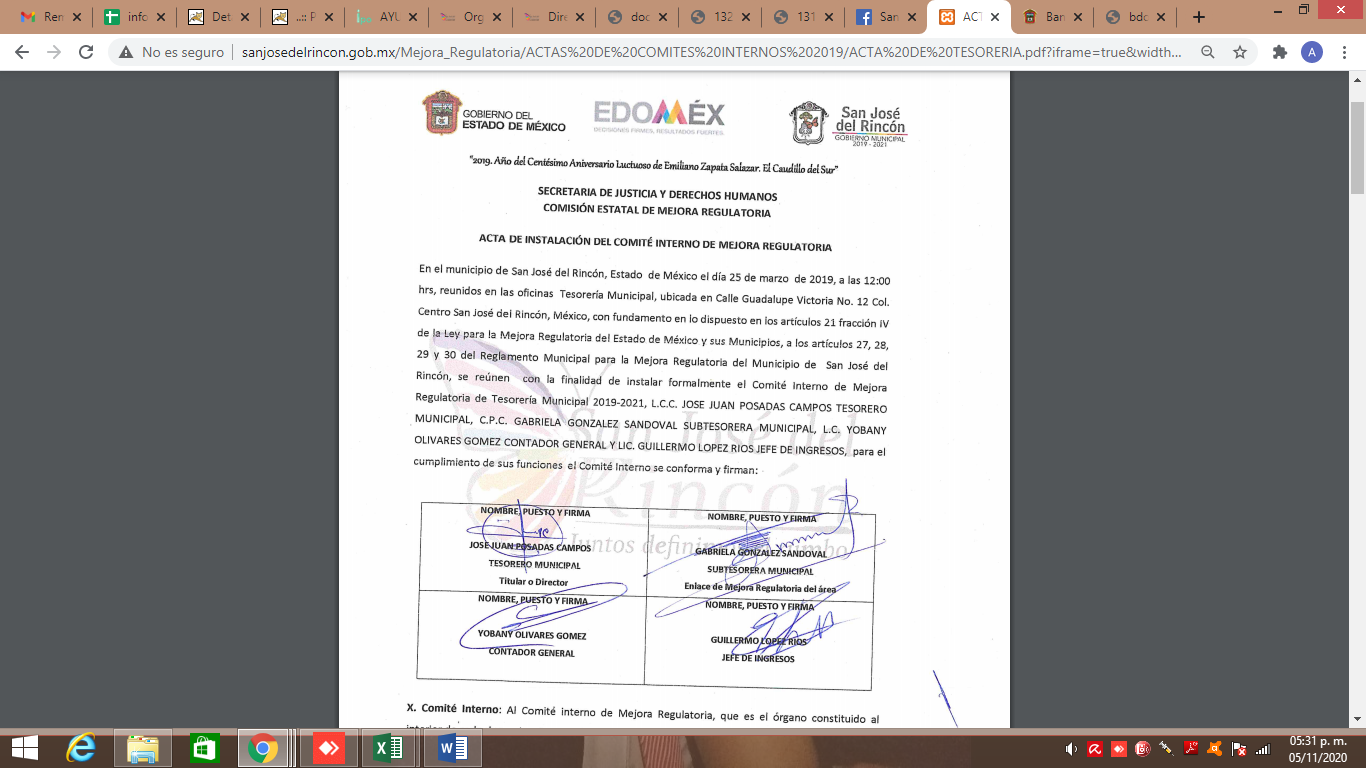 Ren
info
Det
..:: P
AYU
Org
Dire
doc
132
131
San
ACT
Ban
bdc
No es seguro
sanjosedelrincon.gob.mx/Mejora_Regulatoria/ACTAS%20DE%20COMITES%20INTERNOS%202019/ACTA%20DE%20TESORERIA.pdf?iframe=true&width...
A
GOBIERNO DEL
ESTADO DE MÉXICO
EDOMÉX
DECISIONES FIRMES, RESULTADOS FUERTES.
San José
del Rincón
GOBIERNO MUNICIPAL
2019 - 2021
"2019. Año del Centésimo Aniversario Luctuoso de Emiliano Zapata Salazar. El Caudillo del Sur"
SECRETARIA DE JUSTICIA Y DERECHOS HUMANOS
COMISIÓN ESTATAL DE MEJORA REGULATORIA
ACTA DE INSTALACIÓN DEL COMITÉ INTERNO DE MEJORA REGULATORIA
En el municipio de San José del Rincón, Estado de México el día 25 de marzo de 2019, a las 12:00
hrs, reunidos en las oficinas Tesorería Municipal, ubicada en Calle Guadalupe Victoria No. 12 Col.
Centro San José del Rincón, México, con fundamento en lo dispuesto en los artículos 21 fracción iV
de la Ley para la Mejora Regulatoria del Estado de México y sus Municipios, a los artículos 27, 28,
29 y 30 del Reglamento Municipal para la Mejora Regulatoria del Municipio de San José del
Rincón, se reúnen con la finalidad de instalar formalmente el Comité Interno de Mejora
Regulatoria de Tesorería Municipal 2019-2021, L.C.C. JOSE JUAN POSADAS CAMPOS TESORERO
MUNICIPAL, C.P.C. GABRIELA GONZALEZ SANDOVAL SUBTESORERA MUNICIPAL, L.C. YOBANY
OLIVARES GOMEZ CONTADOR GENERAL Y LIC. GUILLERMO LOPEZ RIOS JEFE DE INGRESOS, para el
cumplimiento de sus funciones el Comité Interno se conforma y firman:
San José del
Rincón
Juntos definimos
NOMBRE, PUESTO Y FIRMA
JOSE JUAN POSADAS CAMPOS
TESORERO MUNICIPAL
Titular o Director
NOMBRE, PUESTO Y FIRMA
GABRIELA GONZALEZ SANDOVAL
SUBTESORERA MUNICIPAL
Enlace de Mejora Regulatoria del área
NOMBRE, PUESTO Y FIRMA
YOBANY OLIVARES GOMEZ
CONTADOR GENERAL
NOMBRE, PUESTO Y FIRMA
GUILLERMO LOPEZ RIOS
JEFE DE INGRESOS
X. Comité Interno: Al Comité interno de Mejora Regulatoria, que es el órgano constituido al
05:31 p. m.
05/11/2020